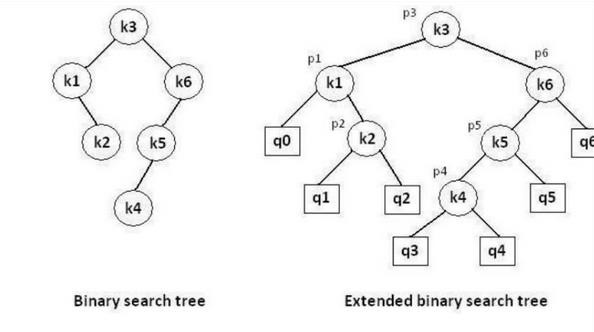 k3
k1
k6
k2
k5
k4
Binary search tree
p3
k3
p1
k1
p6
k6
q0
p2
k2
p5
k5
q6
q1
q2
p4
k4
q5
q3
q4
Extended binary search tree